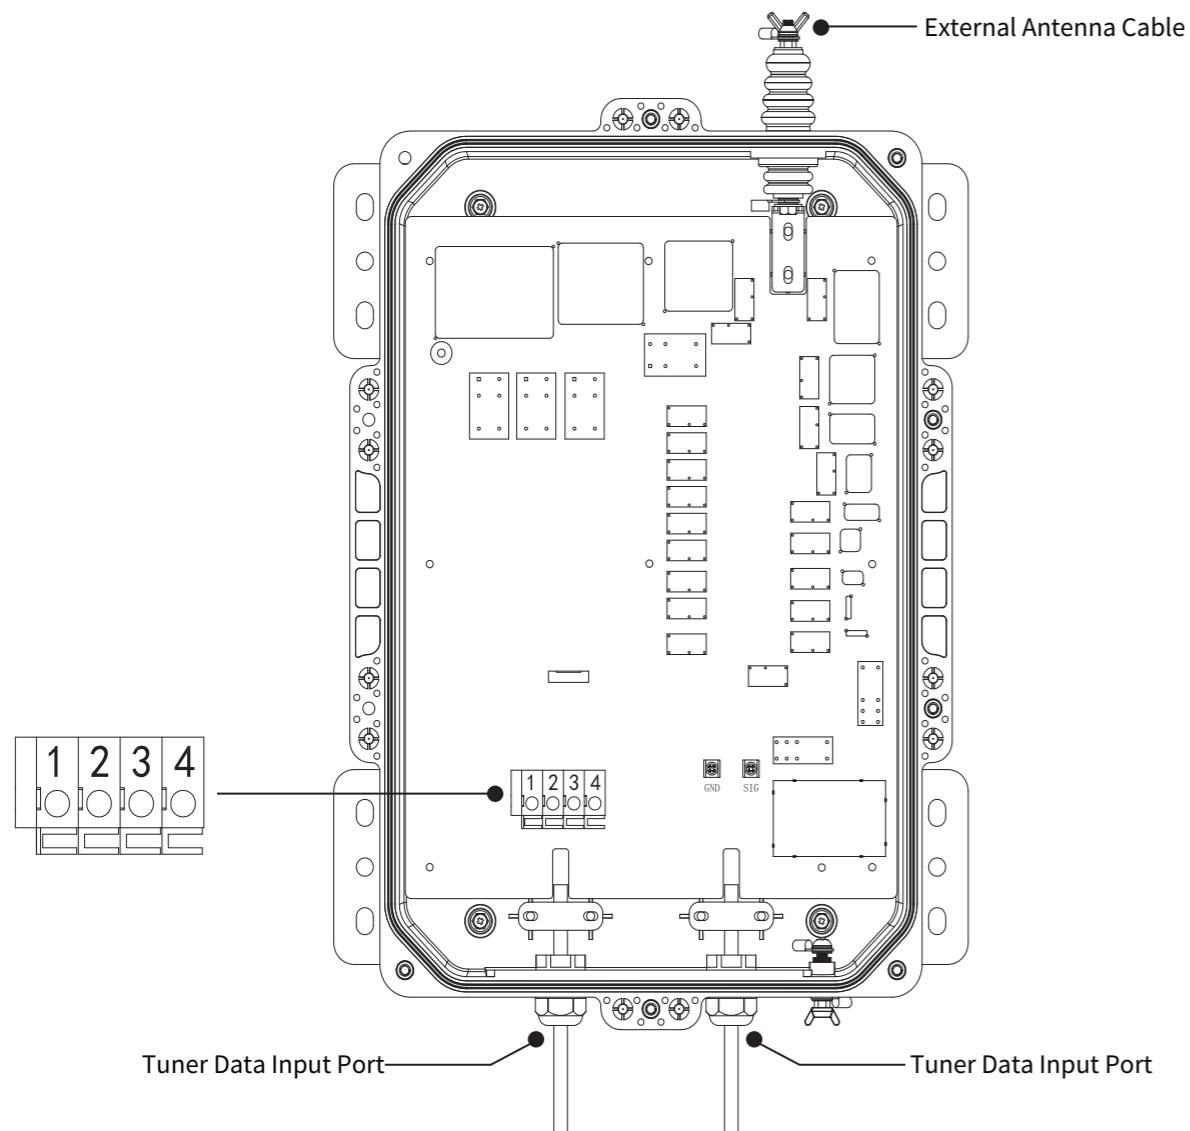 External Antenna Cable
1 2 3 4
1 2 3 4
GND SIG
Tuner Data Input Port
Tuner Data Input Port